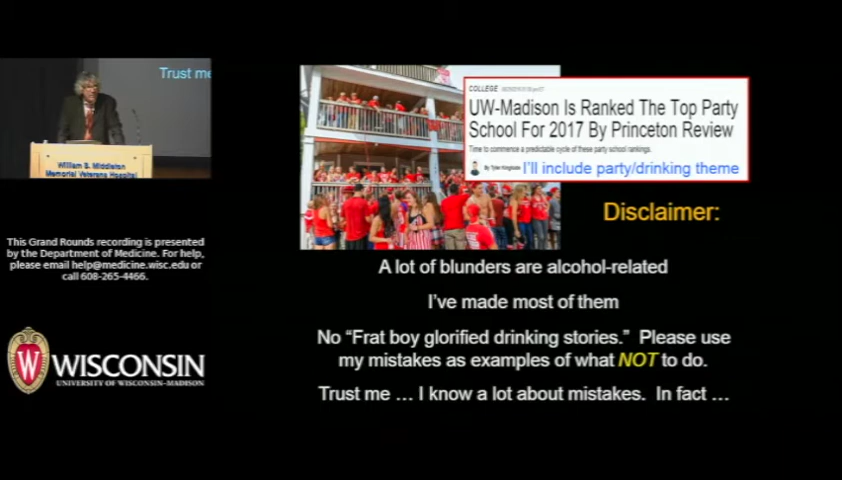 Trust me
William S. Middleton
Memorial Veterans Hospital
This Grand Rounds recording is presented
by the Department of Medicine. For help,
please email help@medicine.wisc.edu or
call 608-265-4466.
W WISCONSIN
UNIVERSITY OF WISCONSIN–MADISON
COLLEGE
UW-Madison Is Ranked The Top Party
School For 2017 By Princeton Review
Time to commence a predictable cycle of these party school rankings.
By Tyler Kingkade
I'll include party/drinking theme
Disclaimer:
A lot of blunders are alcohol-related
I've made most of them
No “Frat boy glorified drinking stories.” Please use
my mistakes as examples of what NOT to do.
Trust me … I know a lot about mistakes. In fact …